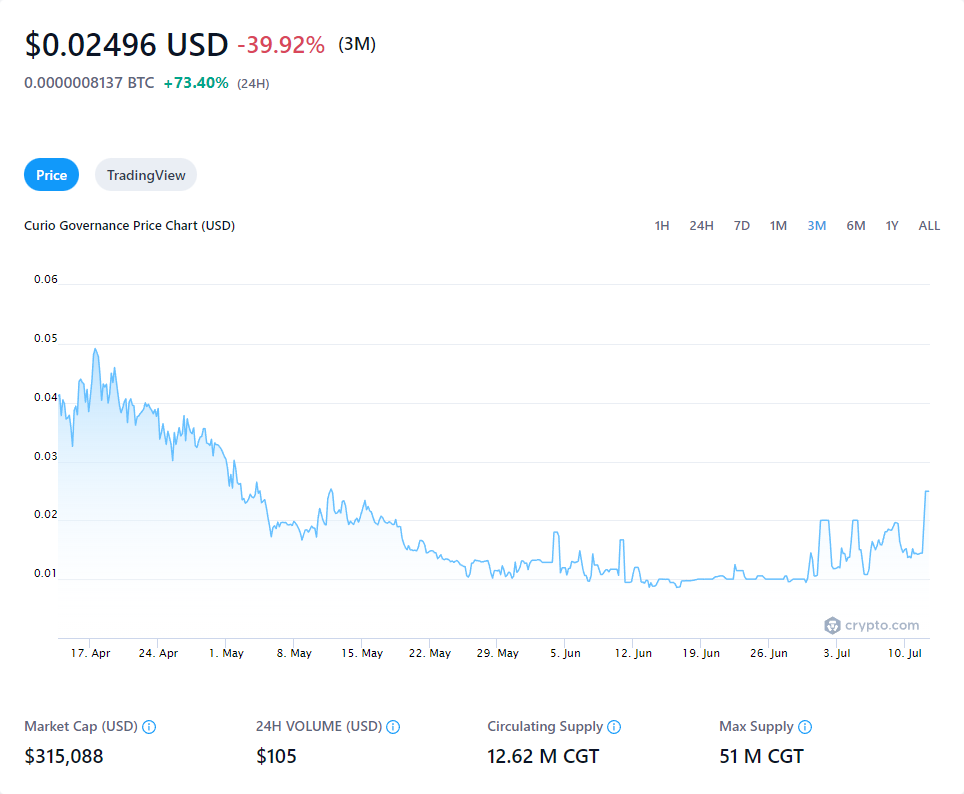 $0.02496 USD -39.92% (3M)
0.0000008137 BTC +73.40% (24H)
Price TradingView
Curio Governance Price Chart (USD) 1H 24H 7D 1M 3M 6M 1Y ALL
0.06
0.05
0.04
0.03
0.02
0.01
crypto.com
17. Apr 24. Apr 1. May 8. May 15. May 22. May 29. May 5. Jun 12. Jun 19. Jun 26. Jun 3. Jul 10. Jul
Market Cap (USD) 24H VOLUME (USD) Circulating Supply Max Supply
$315,088 $105 12.62 M CGT 51 M CGT